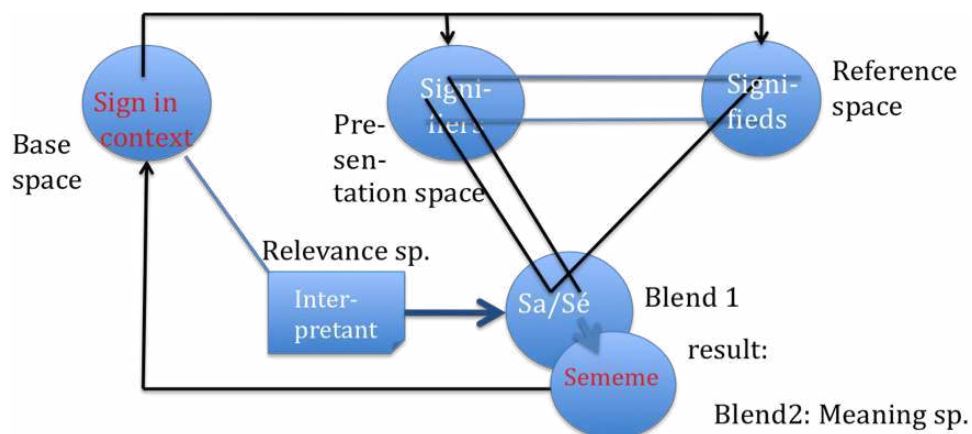 Sign in
context
Base
space
Signi-
fiers
Pre-
sen-
tation space
Signi-
fieds
Reference
space
Relevance sp.
Inter-
pretant
Sa/Sé
Blend 1
result:
Sememe
Blend2: Meaning sp.